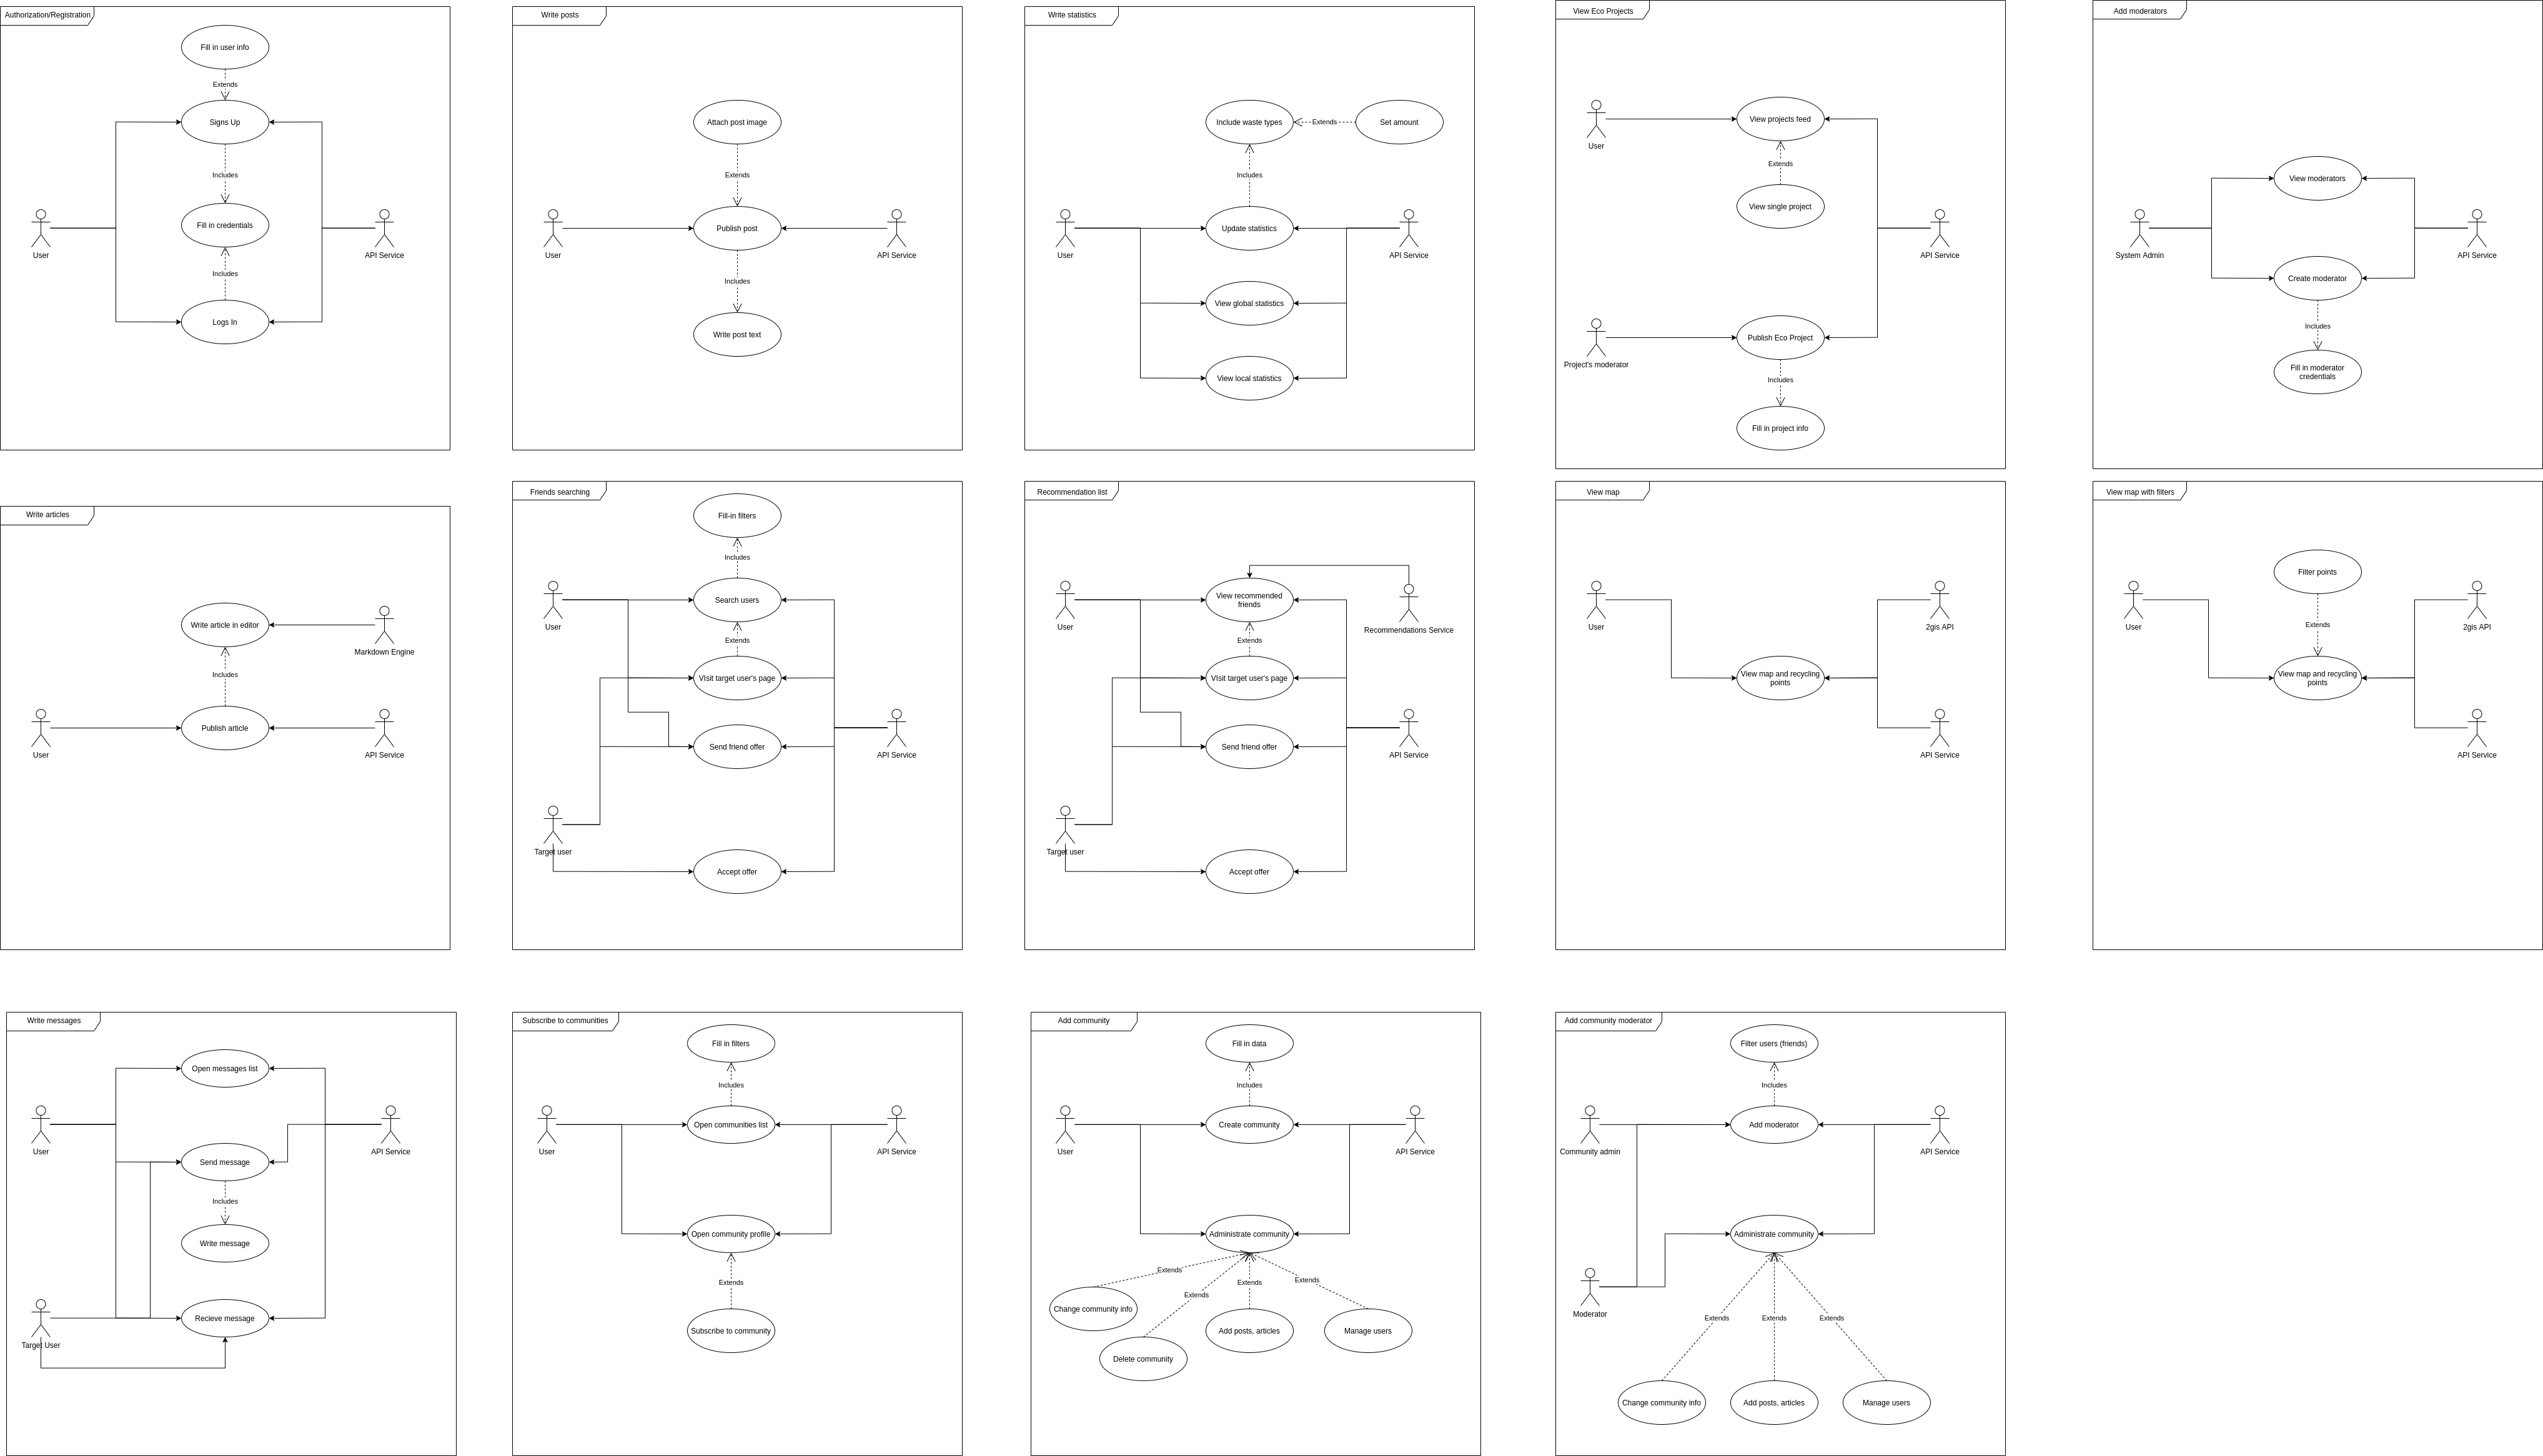 Authorization/Registration
Fill in user info
Extends
Signs Up
Includes
Fill in credentials
User
API Service
Includes
Logs In
Write posts
Attach post image
Extends
User
Publish post
API Service
Includes
Write post text
Write statistics
Include waste types
Extends
Set amount
Includes
User
Update statistics
API Service
View global statistics
View local statistics
View Eco Projects
User
View projects feed
Extends
View single project
API Service
Project's moderator
Publish Eco Project
Includes
Fill in project info
Add moderators
View moderators
System Admin
API Service
Create moderator
Includes
Fill in moderator
credentials
Write articles
Write article in editor
Markdown Engine
Includes
User
Publish article
API Service
Friends searching
Fill-in filters
Includes
User
Search users
Extends
VIsit target user's page
Send friend offer
API Service
Target user
Accept offer
Recommendation list
User
View recommended
friends
Recommendations Service
Extends
VIsit target user's page
Send friend offer
API Service
Target user
Accept offer
View map
User
2gis API
View map and recycling
points
API Service
View map with filters
Filter points
User
2gis API
Extends
View map and recycling
points
API Service
Write messages
Open messages list
User
API Service
Send message
Includes
Write message
Recieve message
Target User
Subscribe to communities
Fill in filters
Includes
User
Open communities list
API Service
Open community profile
Extends
Subscribe to community
Add community
Fill in data
Includes
User
Create community
API Service
Administrate community
Extends
Extends
Extends
Extends
Change community info
Delete community
Add posts, articles
Manage users
Add community moderator
Filter users (friends)
Includes
Community admin
Add moderator
API Service
Administrate community
Moderator
Extends
Extends
Extends
Change community info
Add posts, articles
Manage users